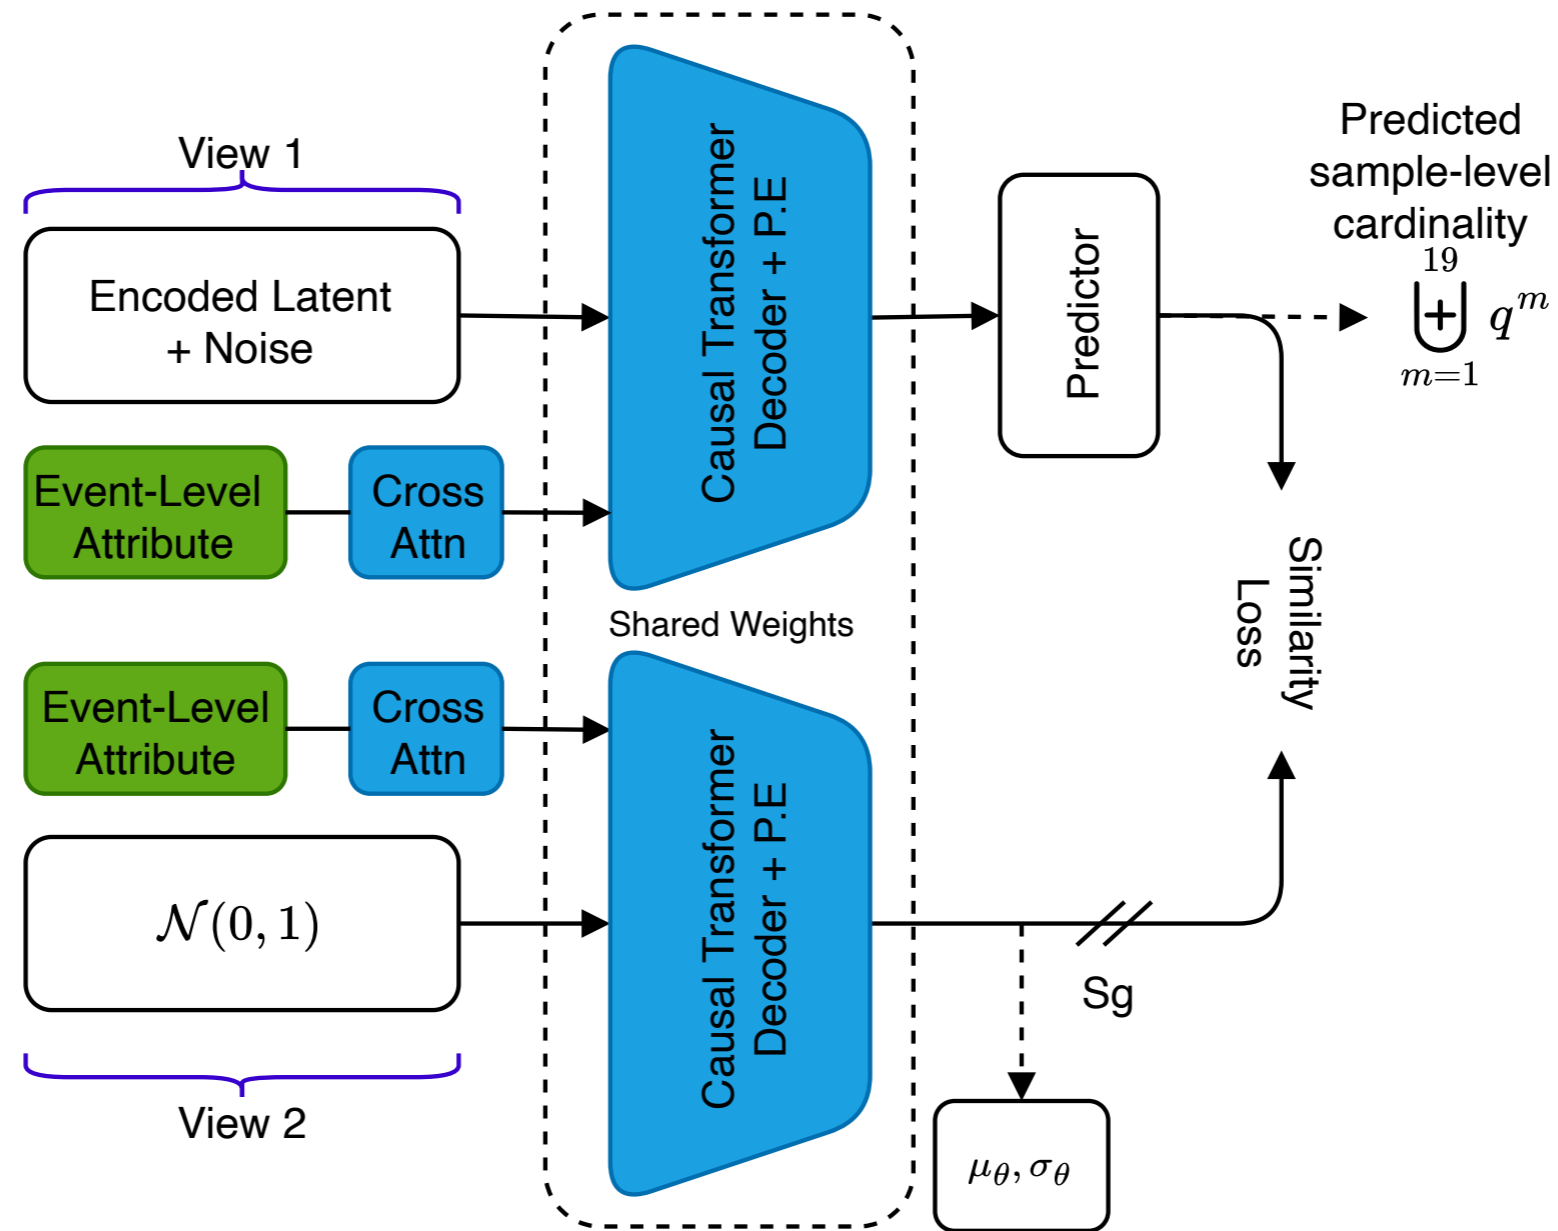 View 1
Encoded Latent
+ Noise
Event-Level
Attribute
Cross
Attn
Causal Transformer
Decoder + P.E
Predictor
Predicted
sample-level
cardinality
19
⨄ q^m
m=1
Similarity
Loss
Shared Weights
Event-Level
Attribute
Cross
Attn
𝒩(0, 1)
View 2
Causal Transformer
Decoder + P.E
Sg
μ_θ, σ_θ